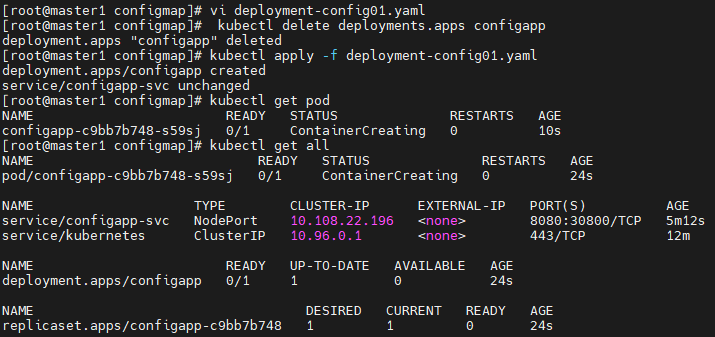 [root@master1 configmap]# vi deployment-config01.yaml
[root@master1 configmap]#  kubectl delete deployments.apps configapp
deployment.apps "configapp" deleted
[root@master1 configmap]# kubectl apply -f deployment-config01.yaml
deployment.apps/configapp created
service/configapp-svc unchanged
[root@master1 configmap]# kubectl get pod
NAME                        READY   STATUS              RESTARTS   AGE
configapp-c9bb7b748-s59sj   0/1     ContainerCreating   0          10s
[root@master1 configmap]# kubectl get all
NAME                            READY   STATUS              RESTARTS   AGE
pod/configapp-c9bb7b748-s59sj   0/1     ContainerCreating   0          24s
NAME                    TYPE        CLUSTER-IP      EXTERNAL-IP   PORT(S)          AGE
service/configapp-svc   NodePort    10.108.22.196   <none>        8080:30800/TCP   5m12s
service/kubernetes      ClusterIP   10.96.0.1       <none>        443/TCP          12m
NAME                        READY   UP-TO-DATE   AVAILABLE   AGE
deployment.apps/configapp   0/1     1            0           24s
NAME                                  DESIRED   CURRENT   READY   AGE
replicaset.apps/configapp-c9bb7b748   1         1         0       24s